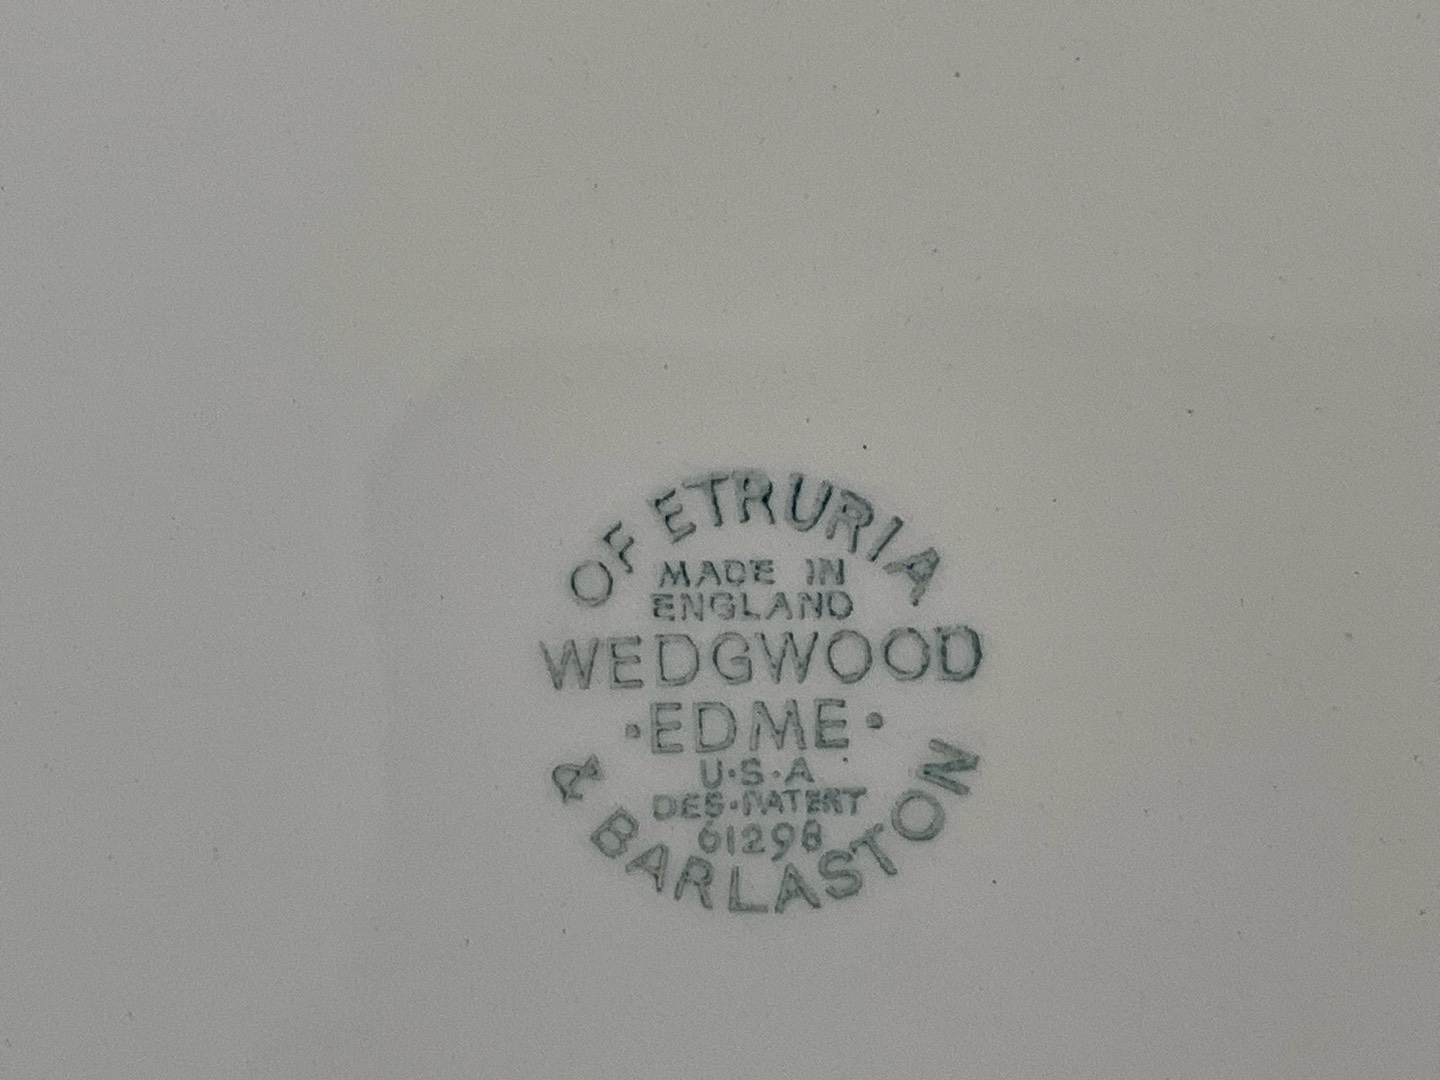 OF ETRURIA
MADE IN
ENGLAND
WEDGWOOD
·EDME·
U·S·A
DES·PATENT
61298
& BARLASTON